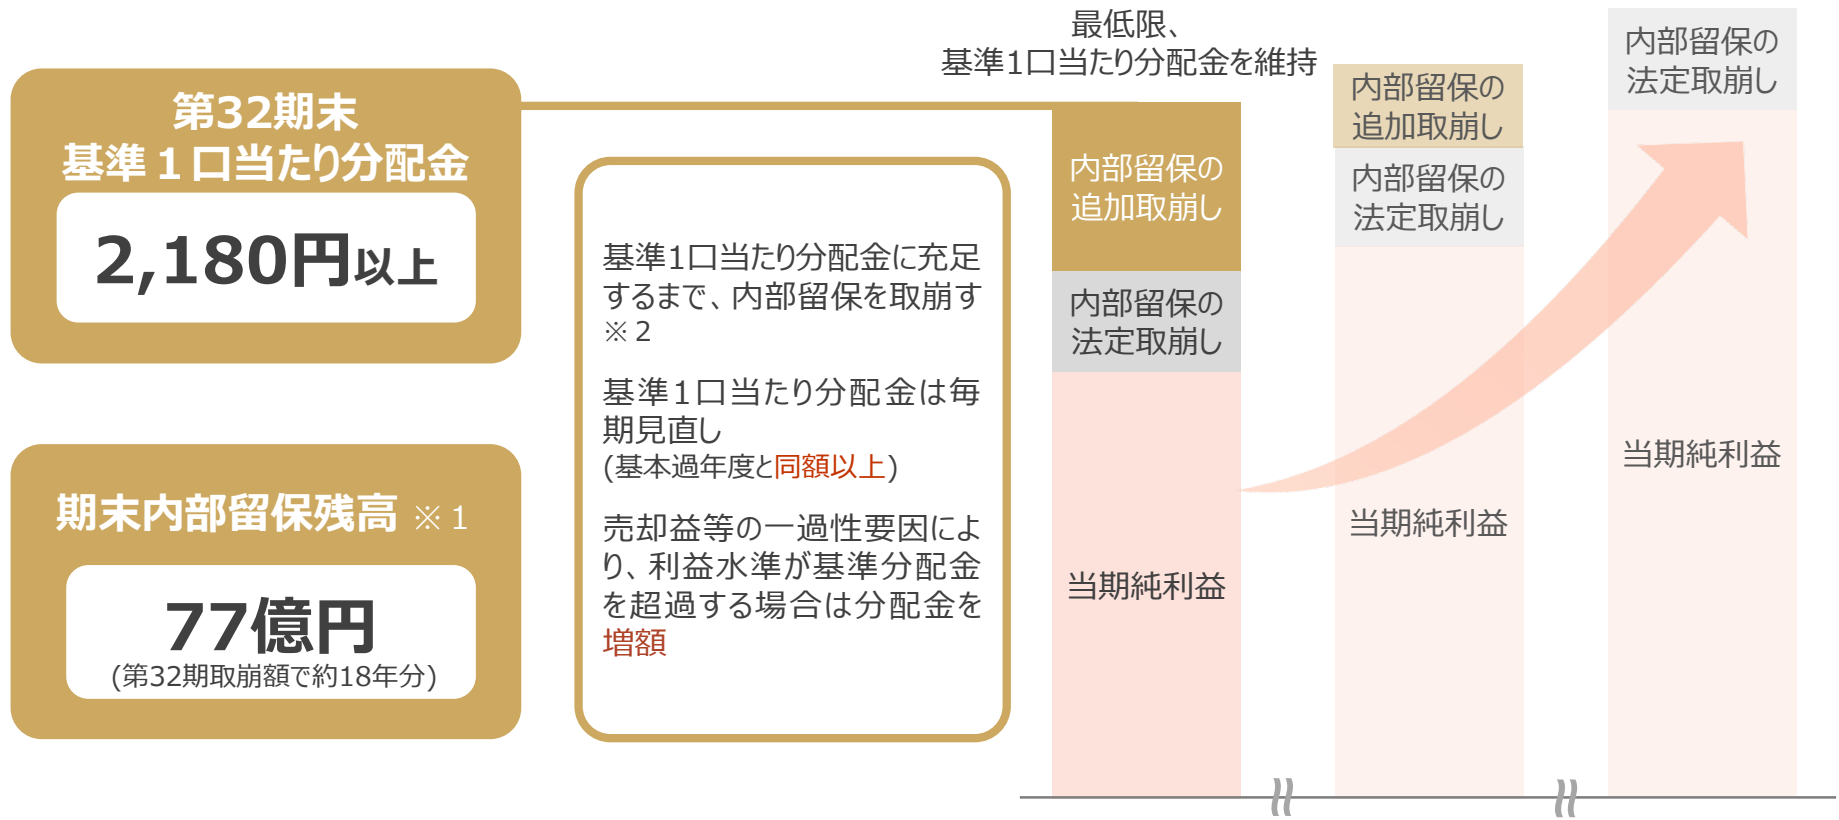 第32期末
基準１口当たり分配金
2,180円以上
期末内部留保残高 ※１
77億円
(第32期取崩額で約18年分)
基準1口当たり分配金に充足
するまで、内部留保を取崩す
※２
基準1口当たり分配金は毎
期見直し
(基本過年度と同額以上)
売却益等の一過性要因によ
り、利益水準が基準分配金
を超過する場合は分配金を
増額
最低限、
基準1口当たり分配金を維持
内部留保の
追加取崩し
内部留保の
法定取崩し
当期純利益
内部留保の
追加取崩し
内部留保の
法定取崩し
当期純利益
内部留保の
法定取崩し
当期純利益